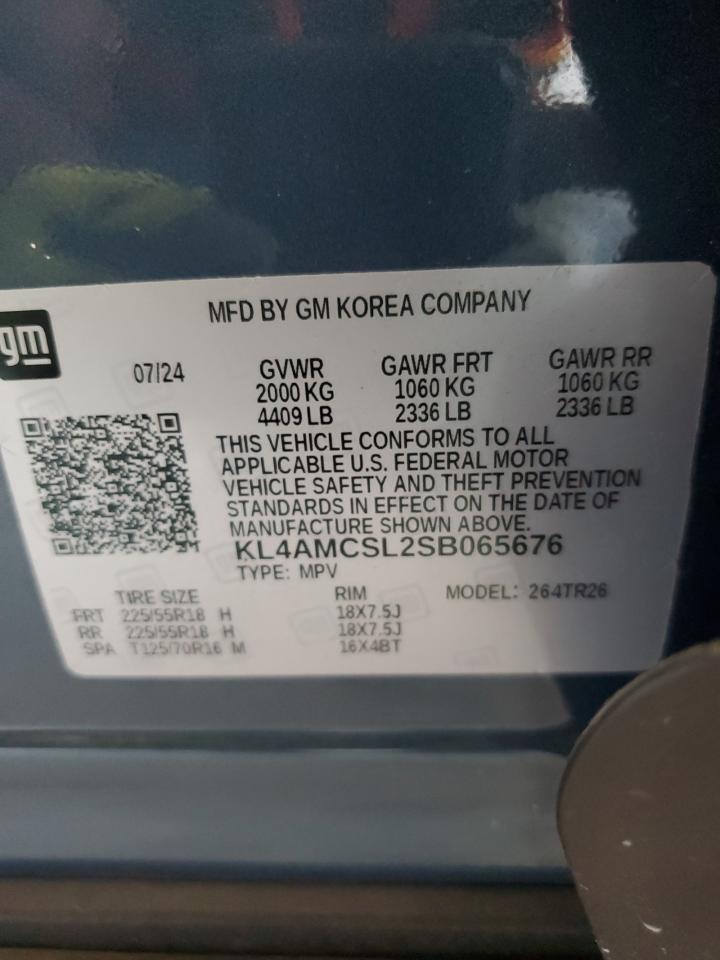 MFD BY GM KOREA COMPANY
gm
07/24
GVWR GAWR FRT GAWR RR
2000 KG 1060 KG 1060 KG
4409 LB 2336 LB 2336 LB
THIS VEHICLE CONFORMS TO ALL
APPLICABLE U.S. FEDERAL MOTOR
VEHICLE SAFETY AND THEFT PREVENTION
STANDARDS IN EFFECT ON THE DATE OF
MANUFACTURE SHOWN ABOVE.
KL4AMCSL2SB065676
TYPE: MPV
TIRE SIZE RIM MODEL: 264TR26
FRT 225/55R18 H 18X7.5J
RR 225/55R18 H 18X7.5J
SPA T125/70R16 M 16X4BT